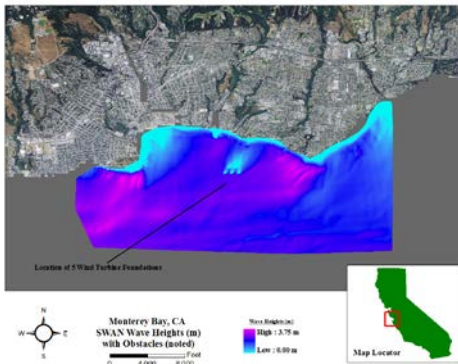 Location of 5 Wind Turbine Foundations
N
W
E
S
Monterey Bay, CA
SWAN Wave Heights (m)
with Obstacles (noted)
Feet
Wave Heights (m)
High : 3.75 m
Low : 0.00 m
Map Locator